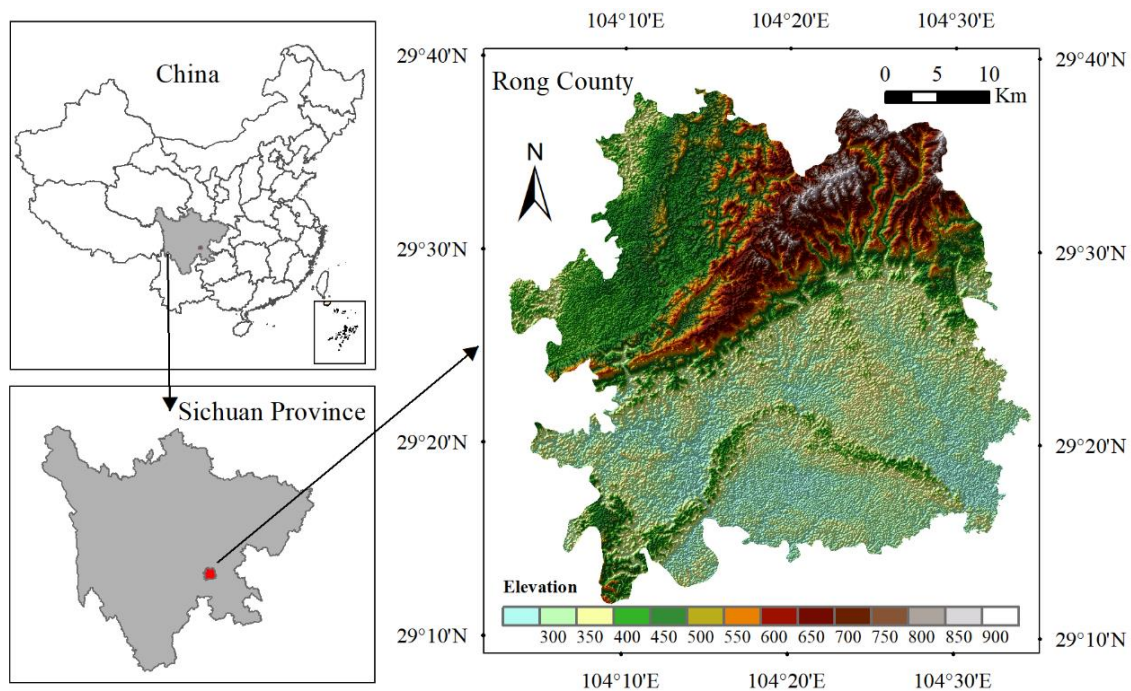 China
Sichuan Province
104°10'E 104°20'E 104°30'E
29°40'N 29°40'N
Rong County
0 5 10
Km
N
29°30'N 29°30'N
29°20'N 29°20'N
Elevation
300 350 400 450 500 550 600 650 700 750 800 850 900
29°10'N 29°10'N
104°10'E 104°20'E 104°30'E